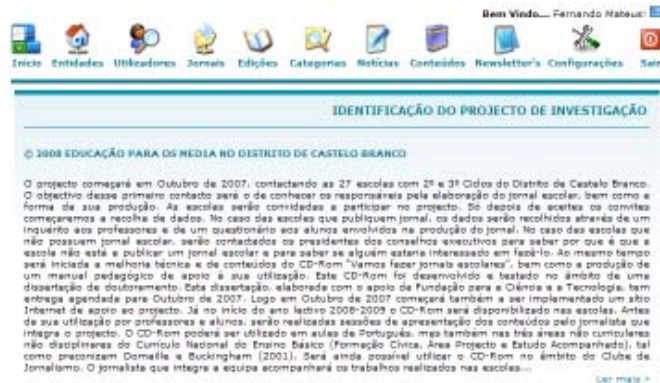 Bem Vindo... Fernando Mateus!
Início Entidades Utilizadores Jornais Edições Categorias Notícias Conteúdos Newsletter's Configurações Sair
IDENTIFICAÇÃO DO PROJECTO DE INVESTIGAÇÃO
© 2008 EDUCAÇÃO PARA OS MEDIA NO DISTRITO DE CASTELO BRANCO
O projecto começará em Outubro de 2007, contactando as 27 escolas com 2º e 3º Ciclos do Distrito de Castelo Branco.
O objectivo desse primeiro contacto será o de conhecer os responsáveis pela elaboração do jornal escolar, bem como a
forma da sua produção. As escolas serão convidadas a participar no projecto. Só depois de aceites os convites
começaremos a recolha de dados. No caso das escolas que publiquem jornal, os dados serão recolhidos através de um
inquérito aos professores e de um questionário aos alunos envolvidos na produção do jornal. No caso das escolas que
não possuem jornal escolar, serão contactados os presidentes dos conselhos executivos para saber por que é que a
escola não está a publicar um jornal escolar e para saber se alguém estaria interessado em fazê-lo. Ao mesmo tempo
será iniciada a melhoria técnica e de conteúdos do CD-Rom "Vamos fazer jornais escolares", bem como a produção de
um manual pedagógico de apoio à sua utilização. Este CD-Rom foi desenvolvido e testado no âmbito de uma
dissertação de doutoramento. Esta dissertação, elaborada com o apoio da Fundação para a Ciência e a Tecnologia, tem
entrega agendada para Outubro de 2007. Logo em Outubro de 2007 começará também a ser implementado um sítio
Internet de apoio ao projecto. Já no início do ano lectivo 2008-2009 o CD-Rom será disponibilizado nas escolas. Antes
da sua utilização por professores e alunos, serão realizadas sessões de apresentação dos conteúdos pelo jornalista que
integra o projecto. O CD-Rom poderá ser utilizado em aulas de Português, mas também nas três áreas não curriculares
não disciplinares do Currículo Nacional do Ensino Básico (Formação Cívica, Área Projecto e Estudo Acompanhado), tal
como preconizam Domaille e Buckingham (2001). Será ainda possível utilizar o CD-Rom no âmbito do Clube de
Jornalismo. O jornalista que integra a equipa acompanhará os trabalhos realizados nas escolas...
Ler mais >